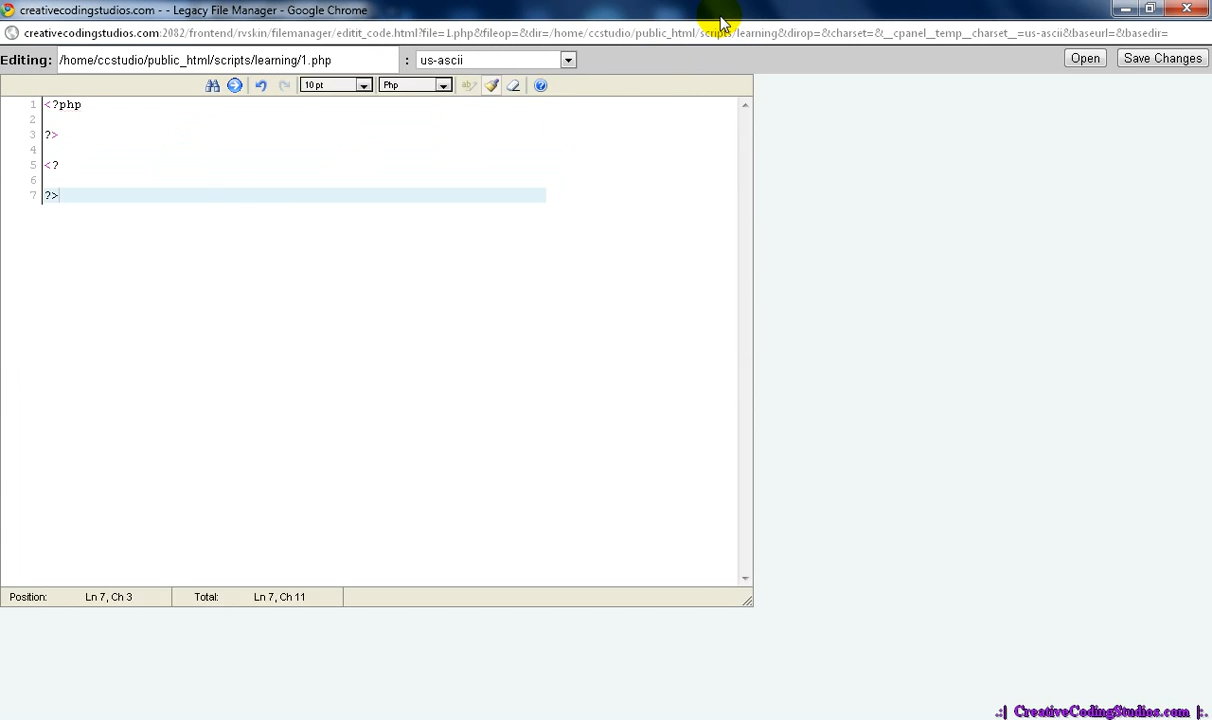 creativecodingstudios.com - - Legacy File Manager - Google Chrome
creativecodingstudios.com:2082/frontend/rvskin/filemanager/editit_code.html?file=1.php&fileop=&dir=/home/ccstudio/public_html/scripts/learning&dirop=&charset=&__cpanel__temp__charset__=us-ascii&baseurl=&basedir=
Editing: /home/ccstudio/public_html/scripts/learning/1.php : us-ascii Open Save Changes
10 pt Php
1 <?php
2
3 ?>
4
5 <?
6
7 ?>
Position: Ln 7, Ch 3 Total: Ln 7, Ch 11
.:| CreativeCodingStudios.com |:.